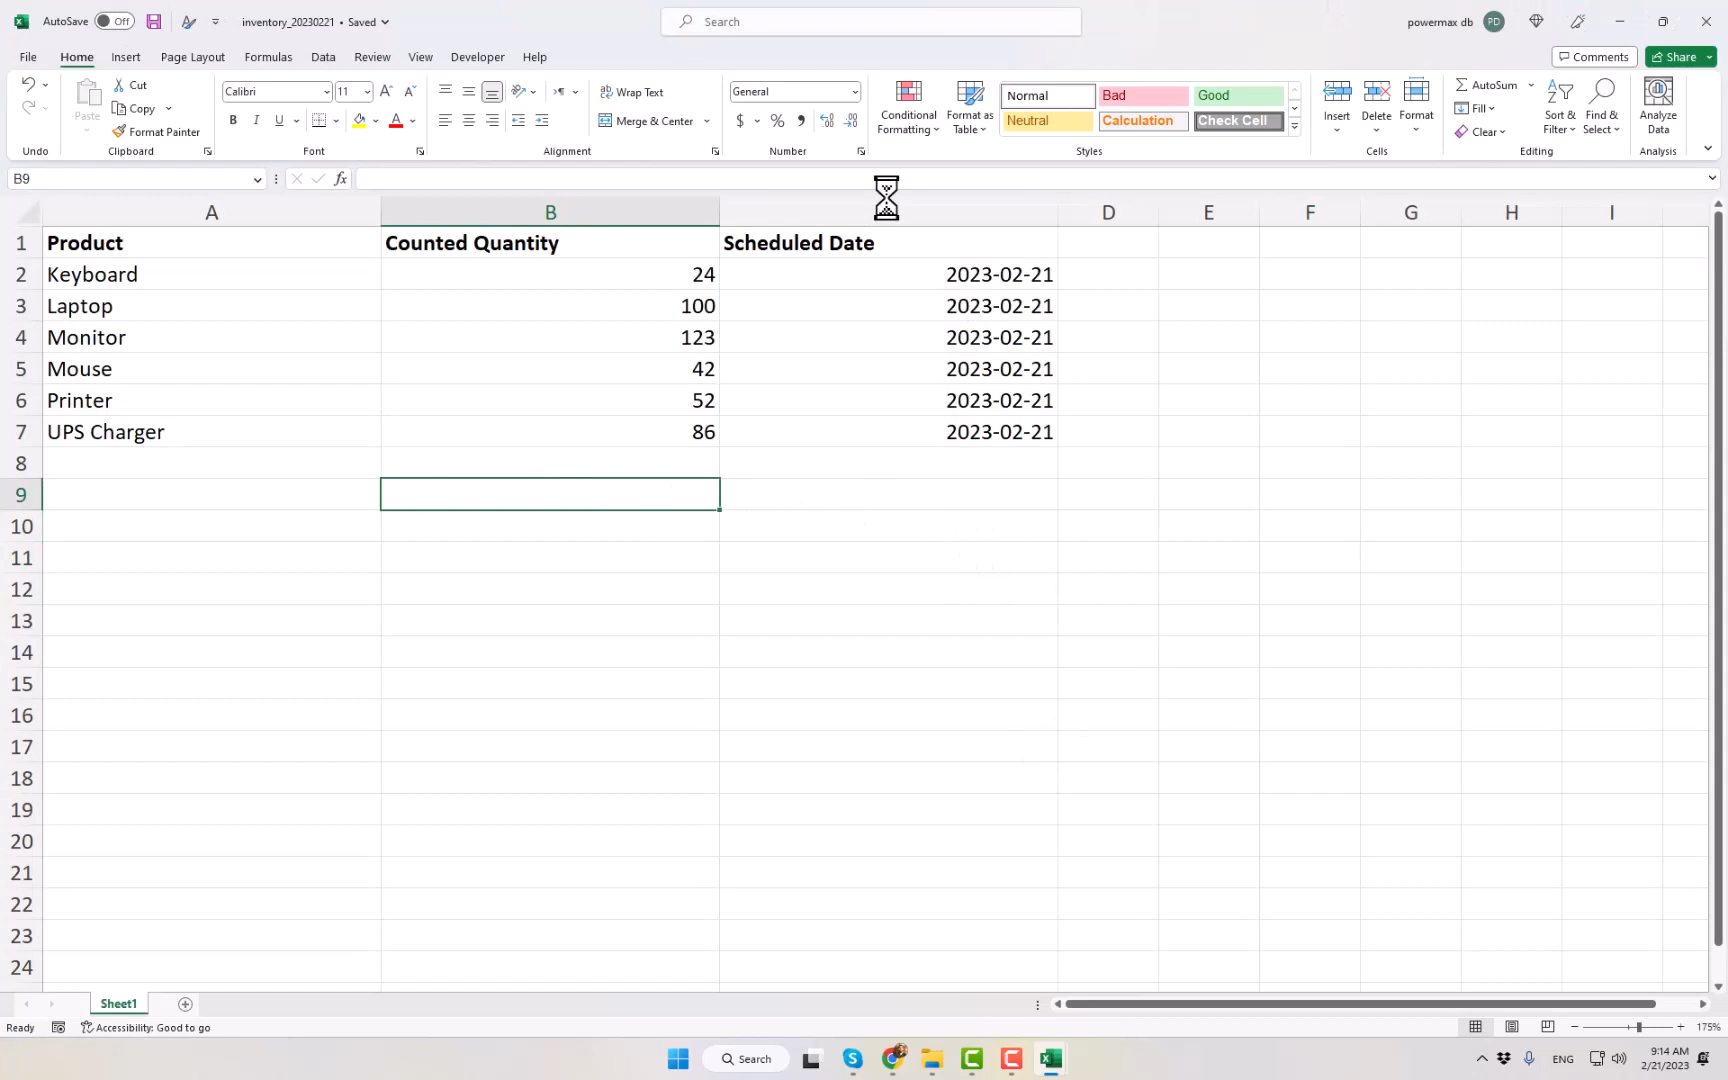 AutoSave Off inventory_20230221 • Saved Search powermax db PD
File Home Insert Page Layout Formulas Data Review View Developer Help Comments Share
Cut Calibri 11 Wrap Text General Normal Bad Good AutoSum
Paste Copy Conditional Formatting Format as Table Insert Delete Format Fill Sort & Filter Find & Select Analyze Data
Format Painter B I U Merge & Center $ % Neutral Calculation Check Cell Clear
Undo Clipboard Font Alignment Number Styles Cells Editing Analysis
B9 fx
A B D E F G H I
1 Product Counted Quantity Scheduled Date
2 Keyboard 24 2023-02-21
3 Laptop 100 2023-02-21
4 Monitor 123 2023-02-21
5 Mouse 42 2023-02-21
6 Printer 52 2023-02-21
7 UPS Charger 86 2023-02-21
8
9
10
11
12
13
14
15
16
17
18
19
20
21
22
23
24
Sheet1
Ready Accessibility: Good to go 175%
Search ENG 9:14 AM
2/21/2023